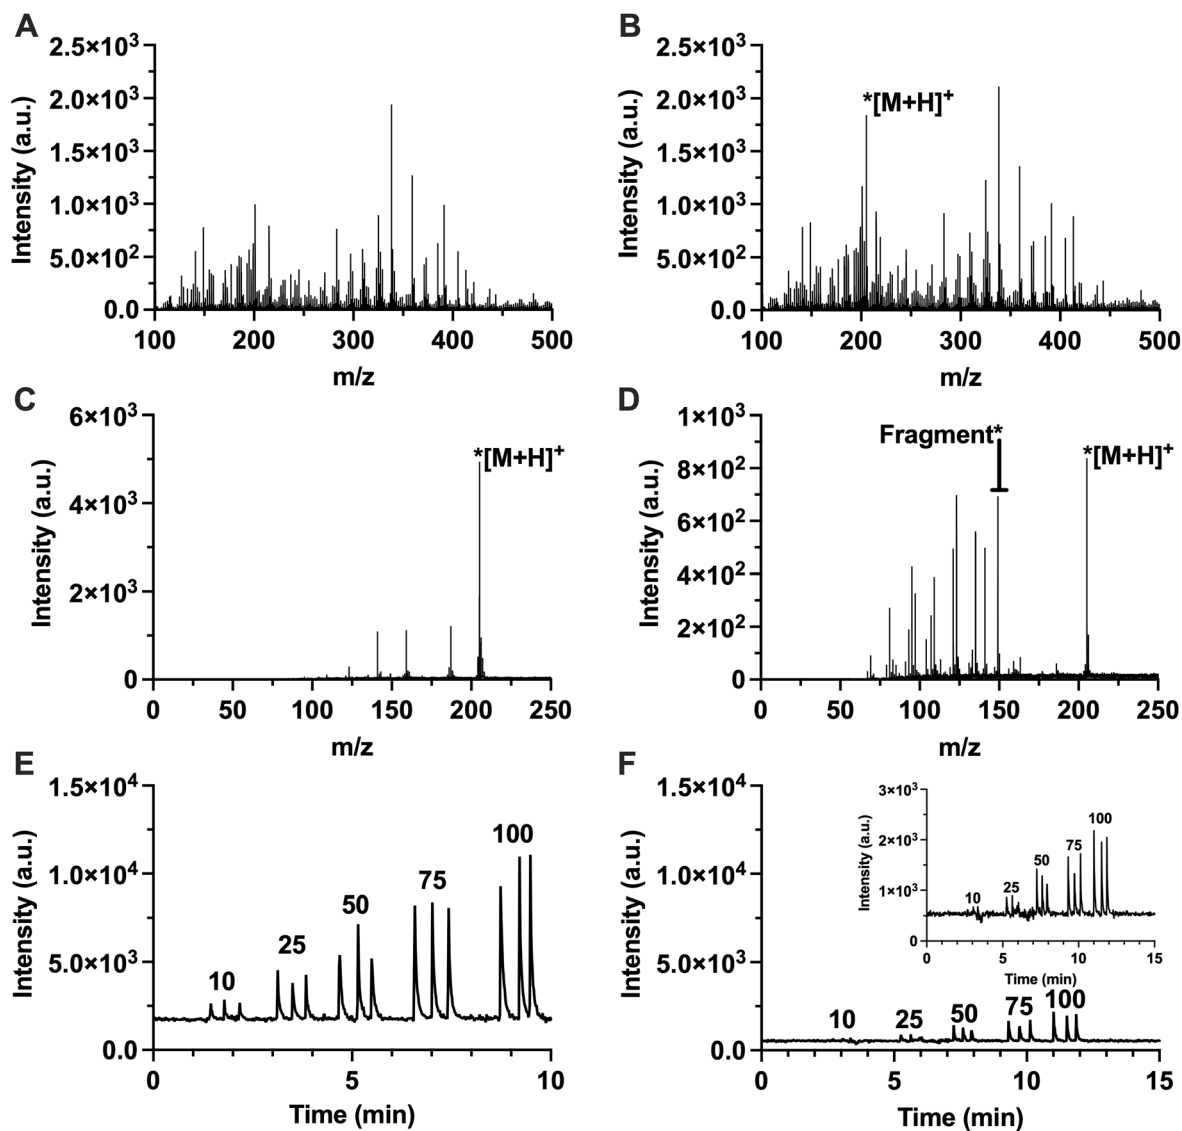 A
Intensity (a.u.)
2.5×10³
2.0×10³
1.5×10³
1.0×10³
5.0×10²
0.0
100 200 300 400 500
m/z
B
Intensity (a.u.)
2.5×10³
2.0×10³
1.5×10³
1.0×10³
5.0×10²
0.0
*[M+H]⁺
100 200 300 400 500
m/z
C
Intensity (a.u.)
6×10³
4×10³
2×10³
0
*[M+H]⁺
0 50 100 150 200 250
m/z
D
Intensity (a.u.)
1×10³
8×10²
6×10²
4×10²
2×10²
0
Fragment*
*[M+H]⁺
0 50 100 150 200 250
m/z
E
Intensity (a.u.)
1.5×10⁴
1.0×10⁴
5.0×10³
0.0
10 25 50 75 100
0 5 10
Time (min)
F
Intensity (a.u.)
1.5×10⁴
1.0×10⁴
5.0×10³
0.0
Intensity (a.u.)
3×10³
2×10³
1×10³
0
10 25 50 75 100
0 5 10 15
Time (min)
10 25 50 75 100
0 5 10 15
Time (min)